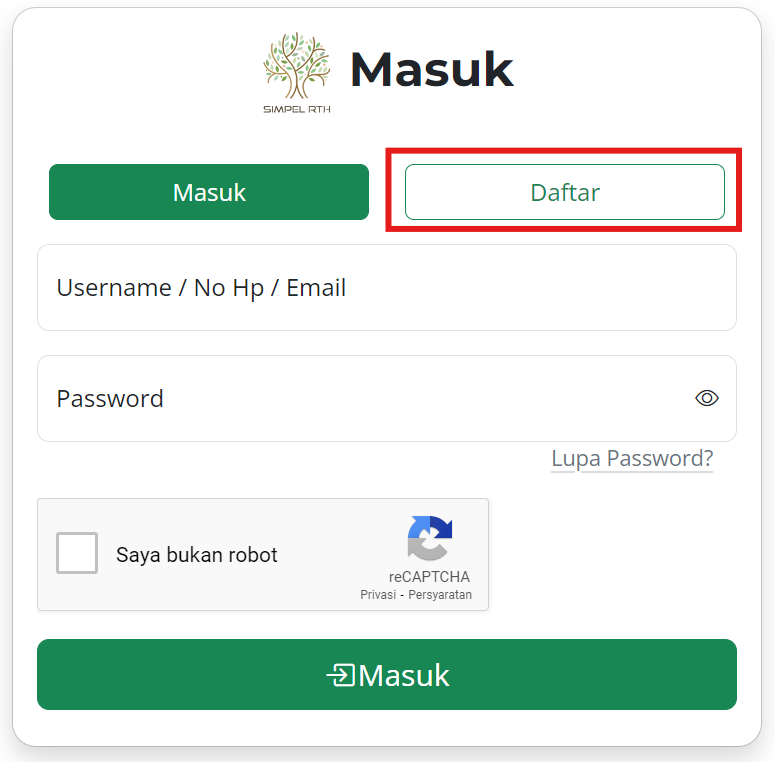 Masuk
SIMPEL RTH
Masuk
Daftar
Username / No Hp / Email
Password
Lupa Password?
Saya bukan robot
reCAPTCHA
Privasi - Persyaratan
Masuk